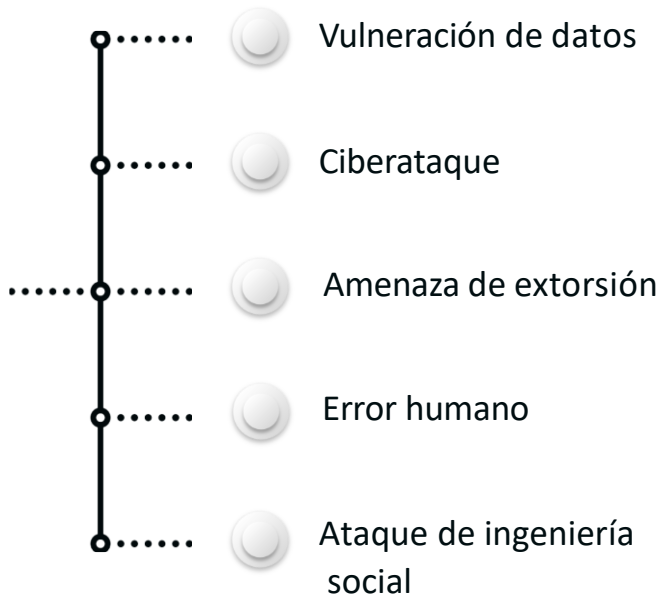 Vulneración de datos
Ciberataque
Amenaza de extorsión
Error humano
Ataque de ingeniería
social